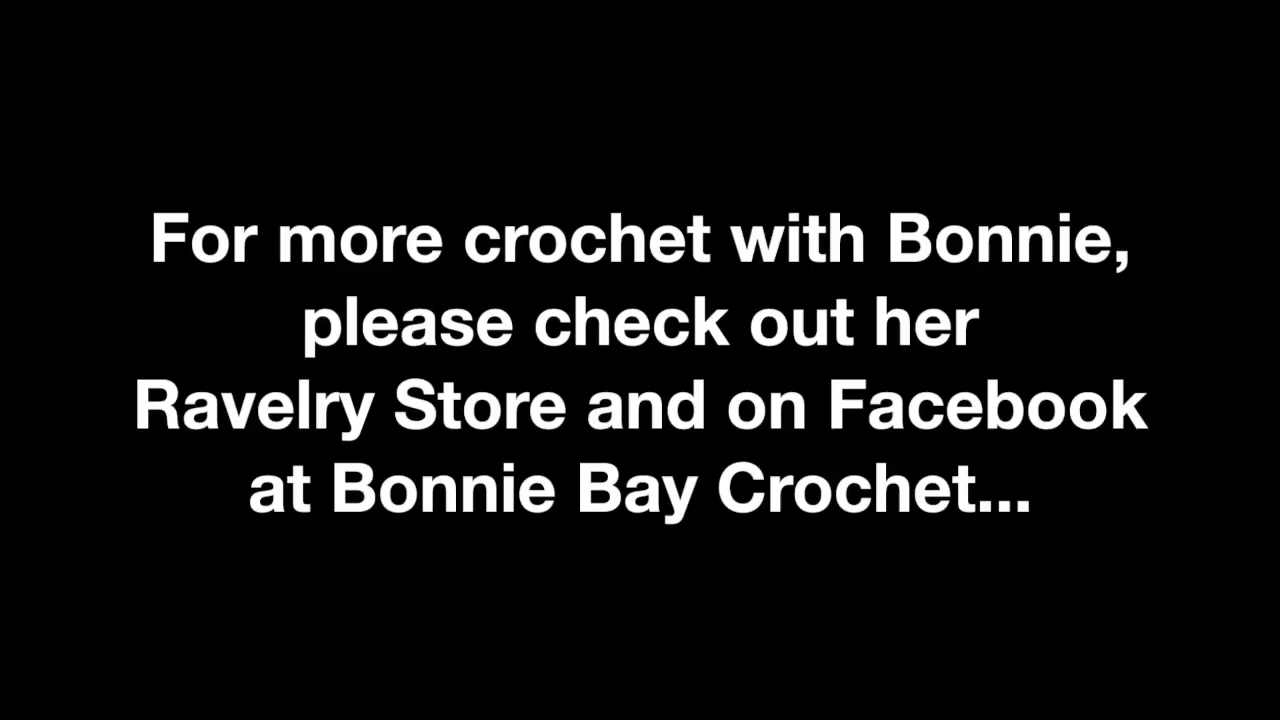 For more crochet with Bonnie,
please check out her
Ravelry Store and on Facebook
at Bonnie Bay Crochet...